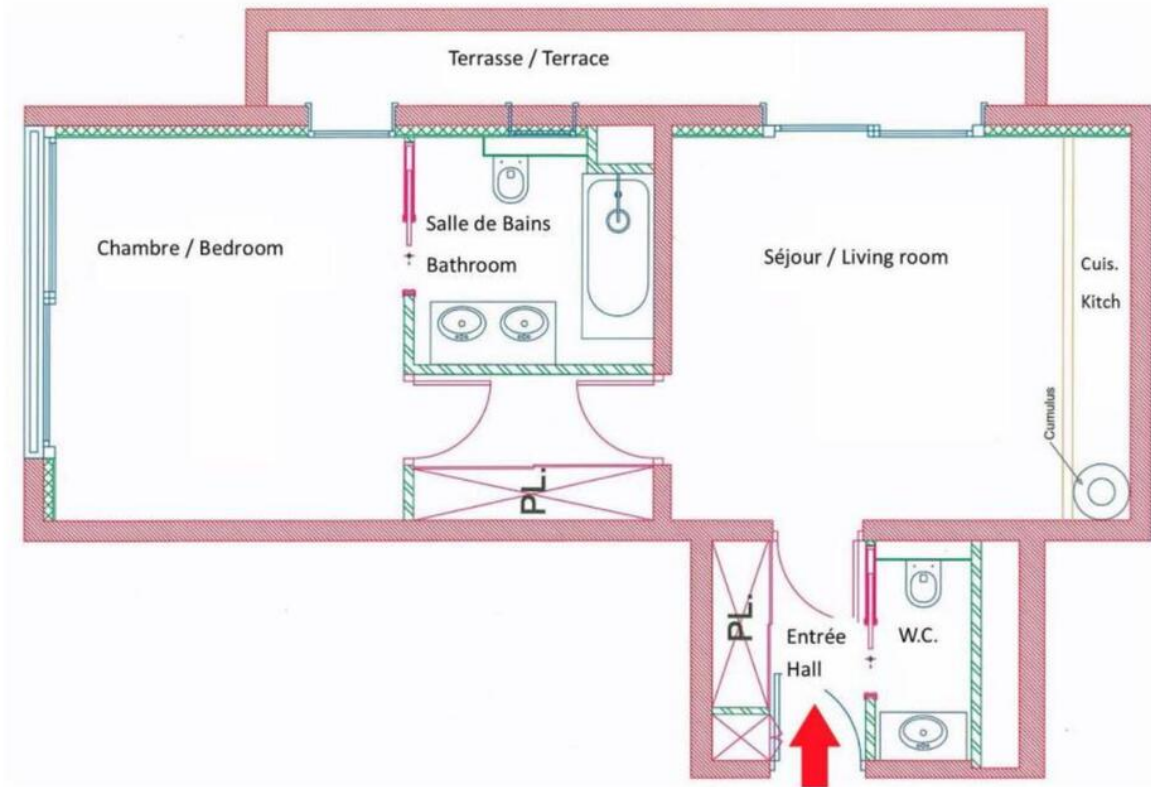 Terrasse / Terrace
Chambre / Bedroom
Salle de Bains
Bathroom
Séjour / Living room
Cuis.
Kitch
Cumulus
PL.
PL.
Entrée
Hall
W.C.